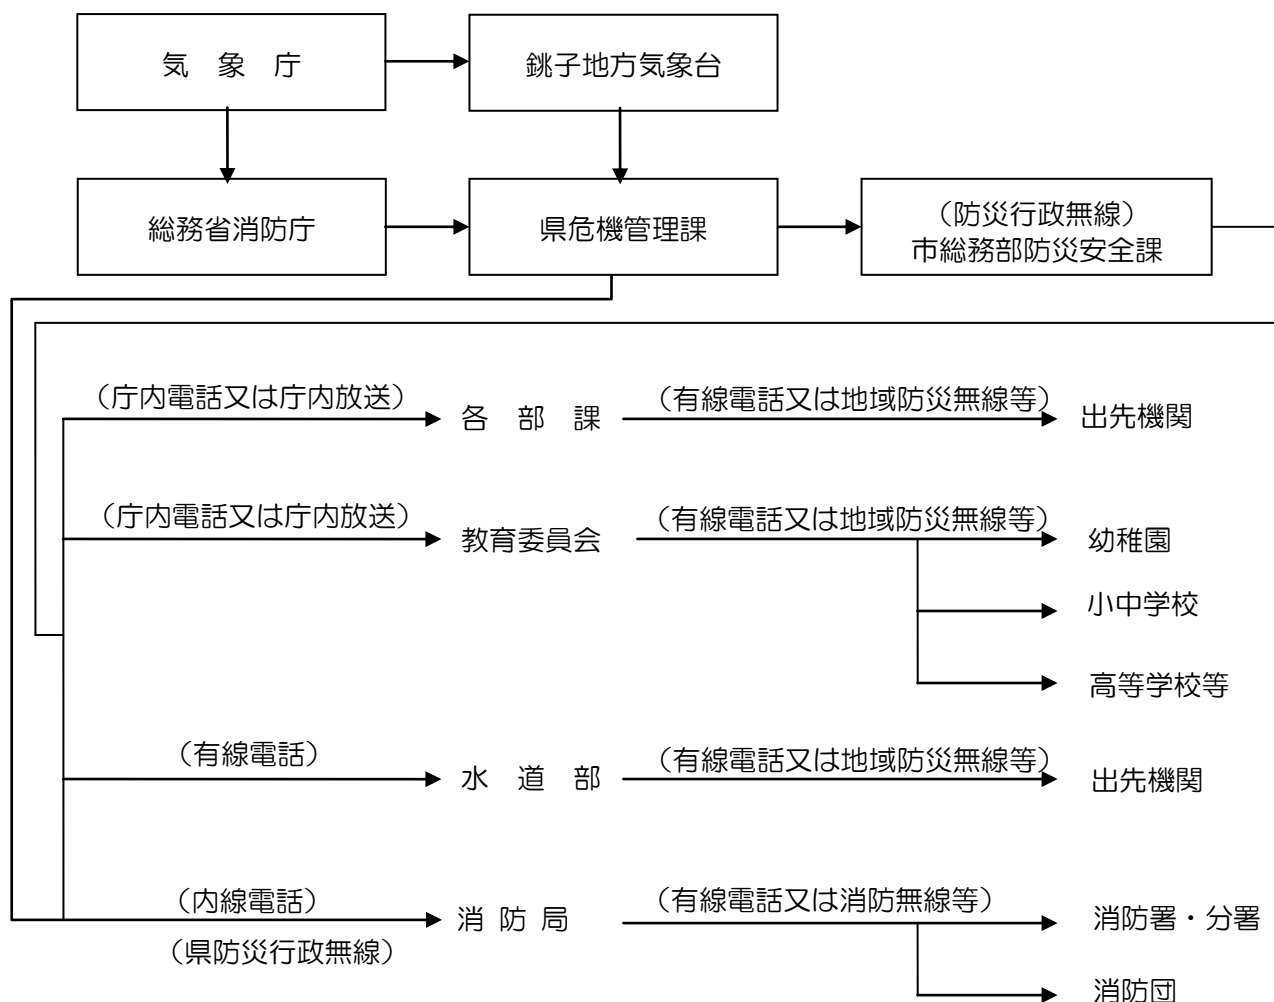 気　象　庁
銚子地方気象台
総務省消防庁
県危機管理課
（防災行政無線）
市総務部防災安全課
（庁内電話又は庁内放送）
各　部　課
（有線電話又は地域防災無線等）
出先機関
（庁内電話又は庁内放送）
教育委員会
（有線電話又は地域防災無線等）
幼稚園
小中学校
高等学校等
（有線電話）
水　道　部
（有線電話又は地域防災無線等）
出先機関
（内線電話）
（県防災行政無線）
消 防 局
（有線電話又は消防無線等）
消防署・分署
消防団